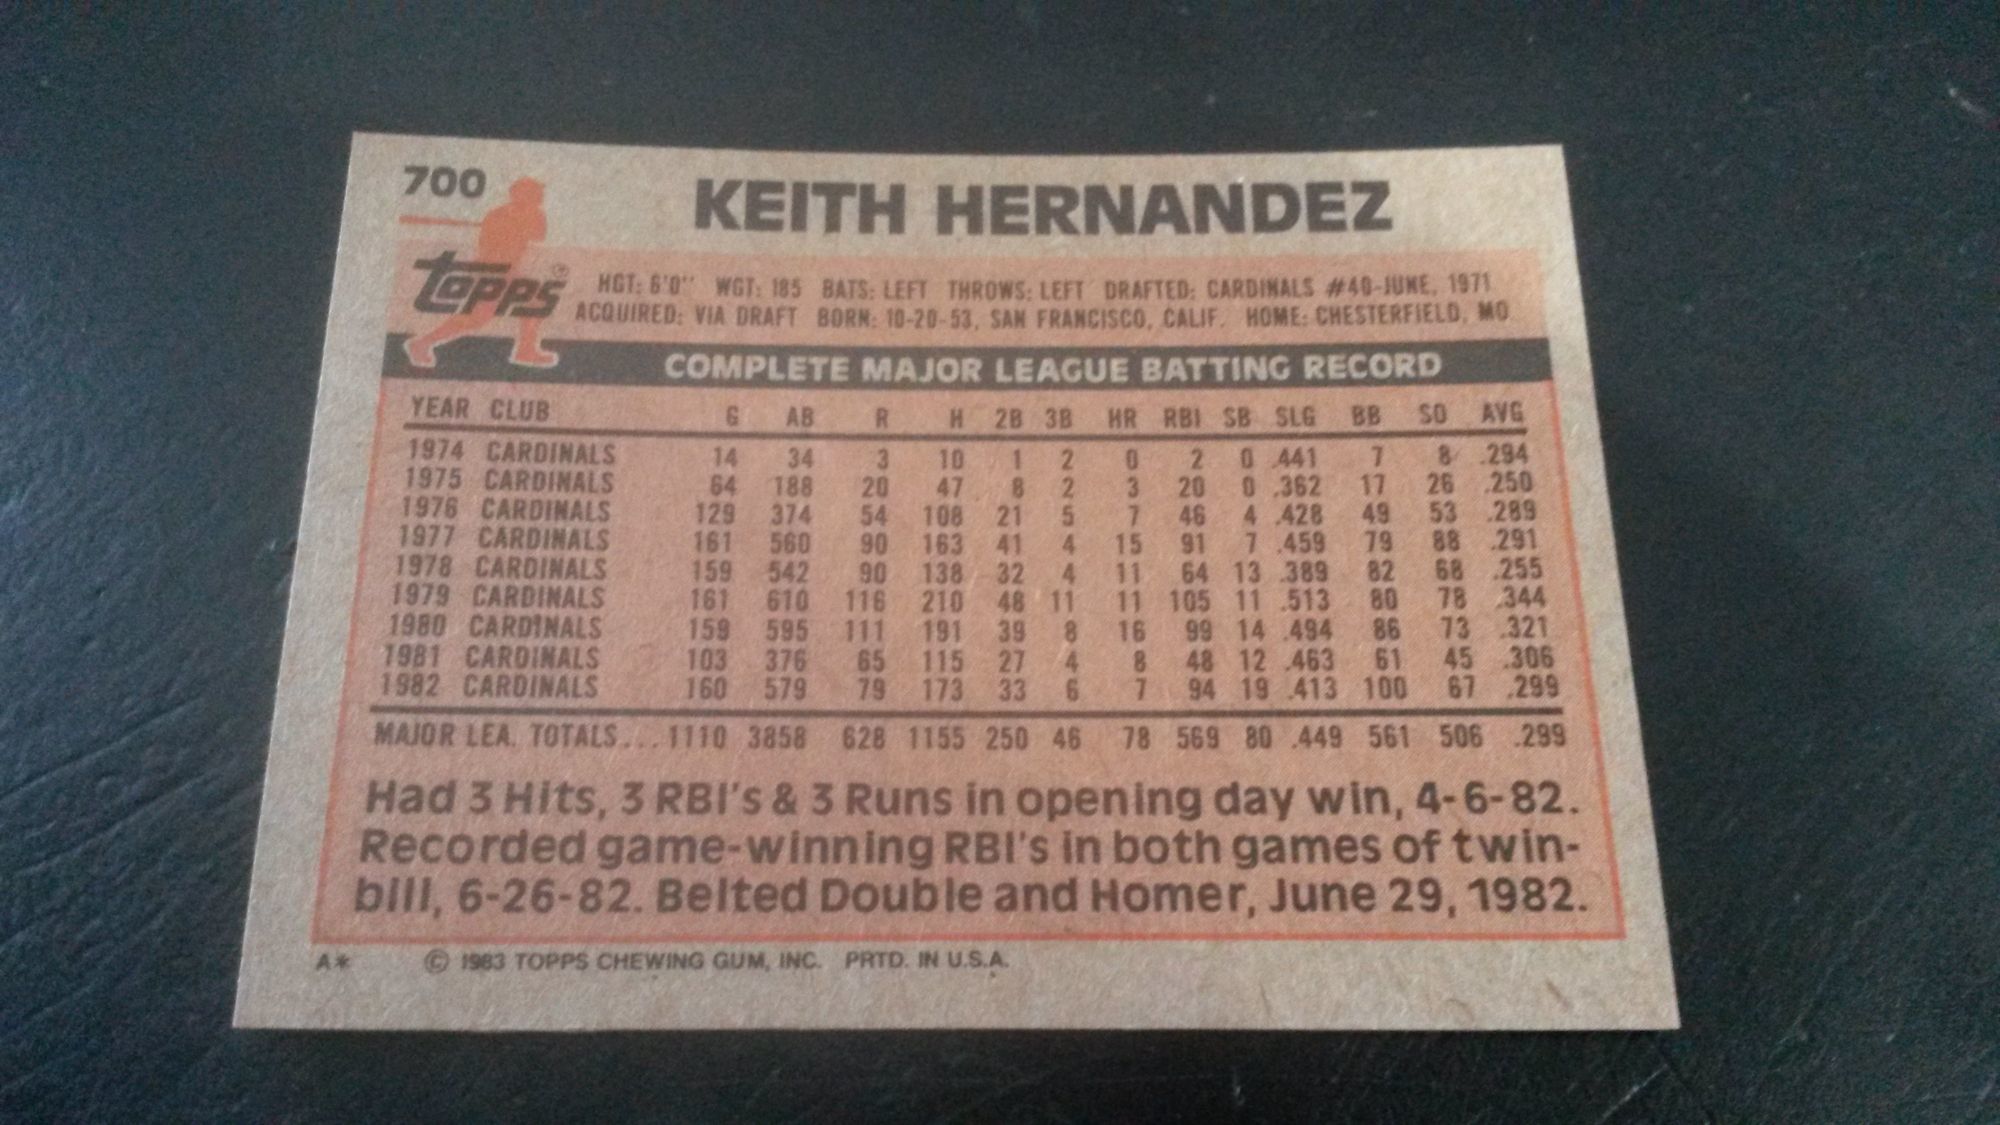 700
KEITH HERNANDEZ
topps®
HGT: 6'0" WGT: 185 BATS: LEFT THROWS: LEFT DRAFTED: CARDINALS #40-JUNE, 1971
ACQUIRED: VIA DRAFT BORN: 10-20-53, SAN FRANCISCO, CALIF. HOME: CHESTERFIELD, MO.
COMPLETE MAJOR LEAGUE BATTING RECORD
YEAR CLUB G AB R H 2B 3B HR RBI SB SLG BB SO AVG
1974 CARDINALS 14 34 3 10 1 2 0 2 0 .441 7 8 .294
1975 CARDINALS 64 188 20 47 8 2 3 20 0 .362 17 26 .250
1976 CARDINALS 129 374 54 108 21 5 7 46 4 .428 49 53 .289
1977 CARDINALS 161 560 90 163 41 4 15 91 7 .459 79 88 .291
1978 CARDINALS 159 542 90 138 32 4 11 64 13 .389 82 68 .255
1979 CARDINALS 161 610 116 210 48 11 11 105 11 .513 80 78 .344
1980 CARDINALS 159 595 111 191 39 8 16 99 14 .494 86 73 .321
1981 CARDINALS 103 376 65 115 27 4 8 48 12 .463 61 45 .306
1982 CARDINALS 160 579 79 173 33 6 7 94 19 .413 100 67 .299
MAJOR LEA. TOTALS... 1110 3858 628 1155 250 46 78 569 80 .449 561 506 .299
Had 3 Hits, 3 RBI's & 3 Runs in opening day win, 4-6-82.
Recorded game-winning RBI's in both games of twin-
bill, 6-26-82. Belted Double and Homer, June 29, 1982.
A* © 1983 TOPPS CHEWING GUM, INC. PRTD. IN U.S.A.